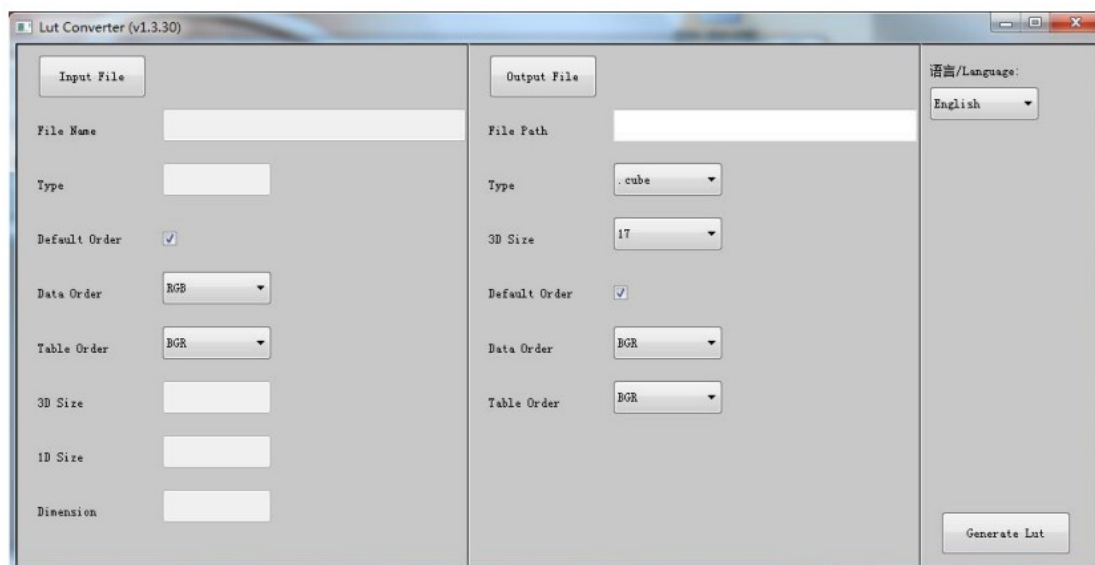 Lut Converter (v1.3.30)
Input File
File Name
Type
Default Order
Data Order
RGB
Table Order
BGR
3D Size
1D Size
Dimension
Output File
File Path
Type
.cube
3D Size
17
Default Order
Data Order
BGR
Table Order
BGR
语言/Language:
English
Generate Lut